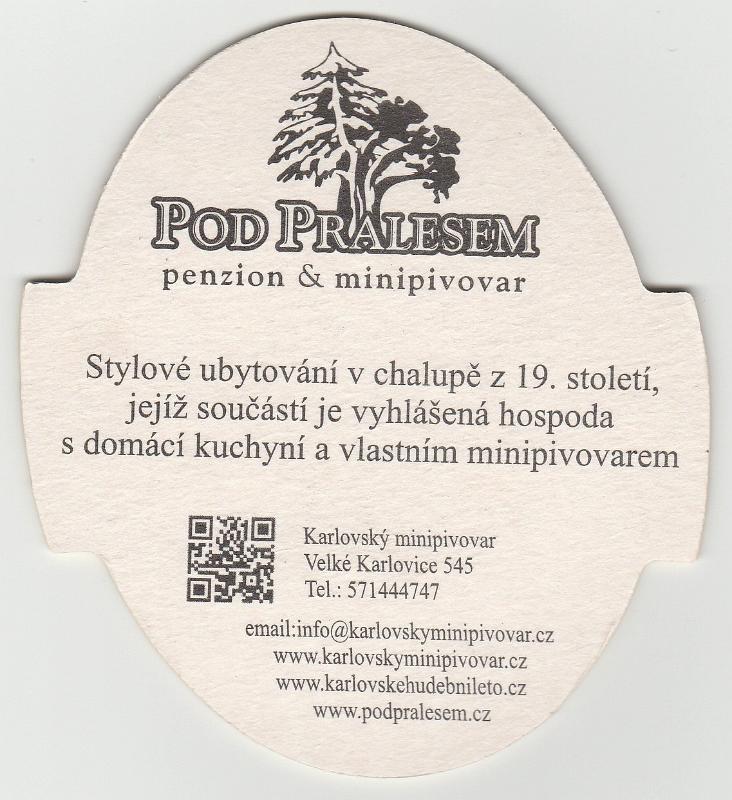 POD PRALESEM
penzion & minipivovar
Stylové ubytování v chalupě z 19. století,
jejíž součástí je vyhlášená hospoda
s domácí kuchyní a vlastním minipivovarem
Karlovský minipivovar
Velké Karlovice 545
Tel.: 571444747
email:info@karlovskyminipivovar.cz
www.karlovskyminipivovar.cz
www.karlovskehudebnileto.cz
www.podpralesem.cz